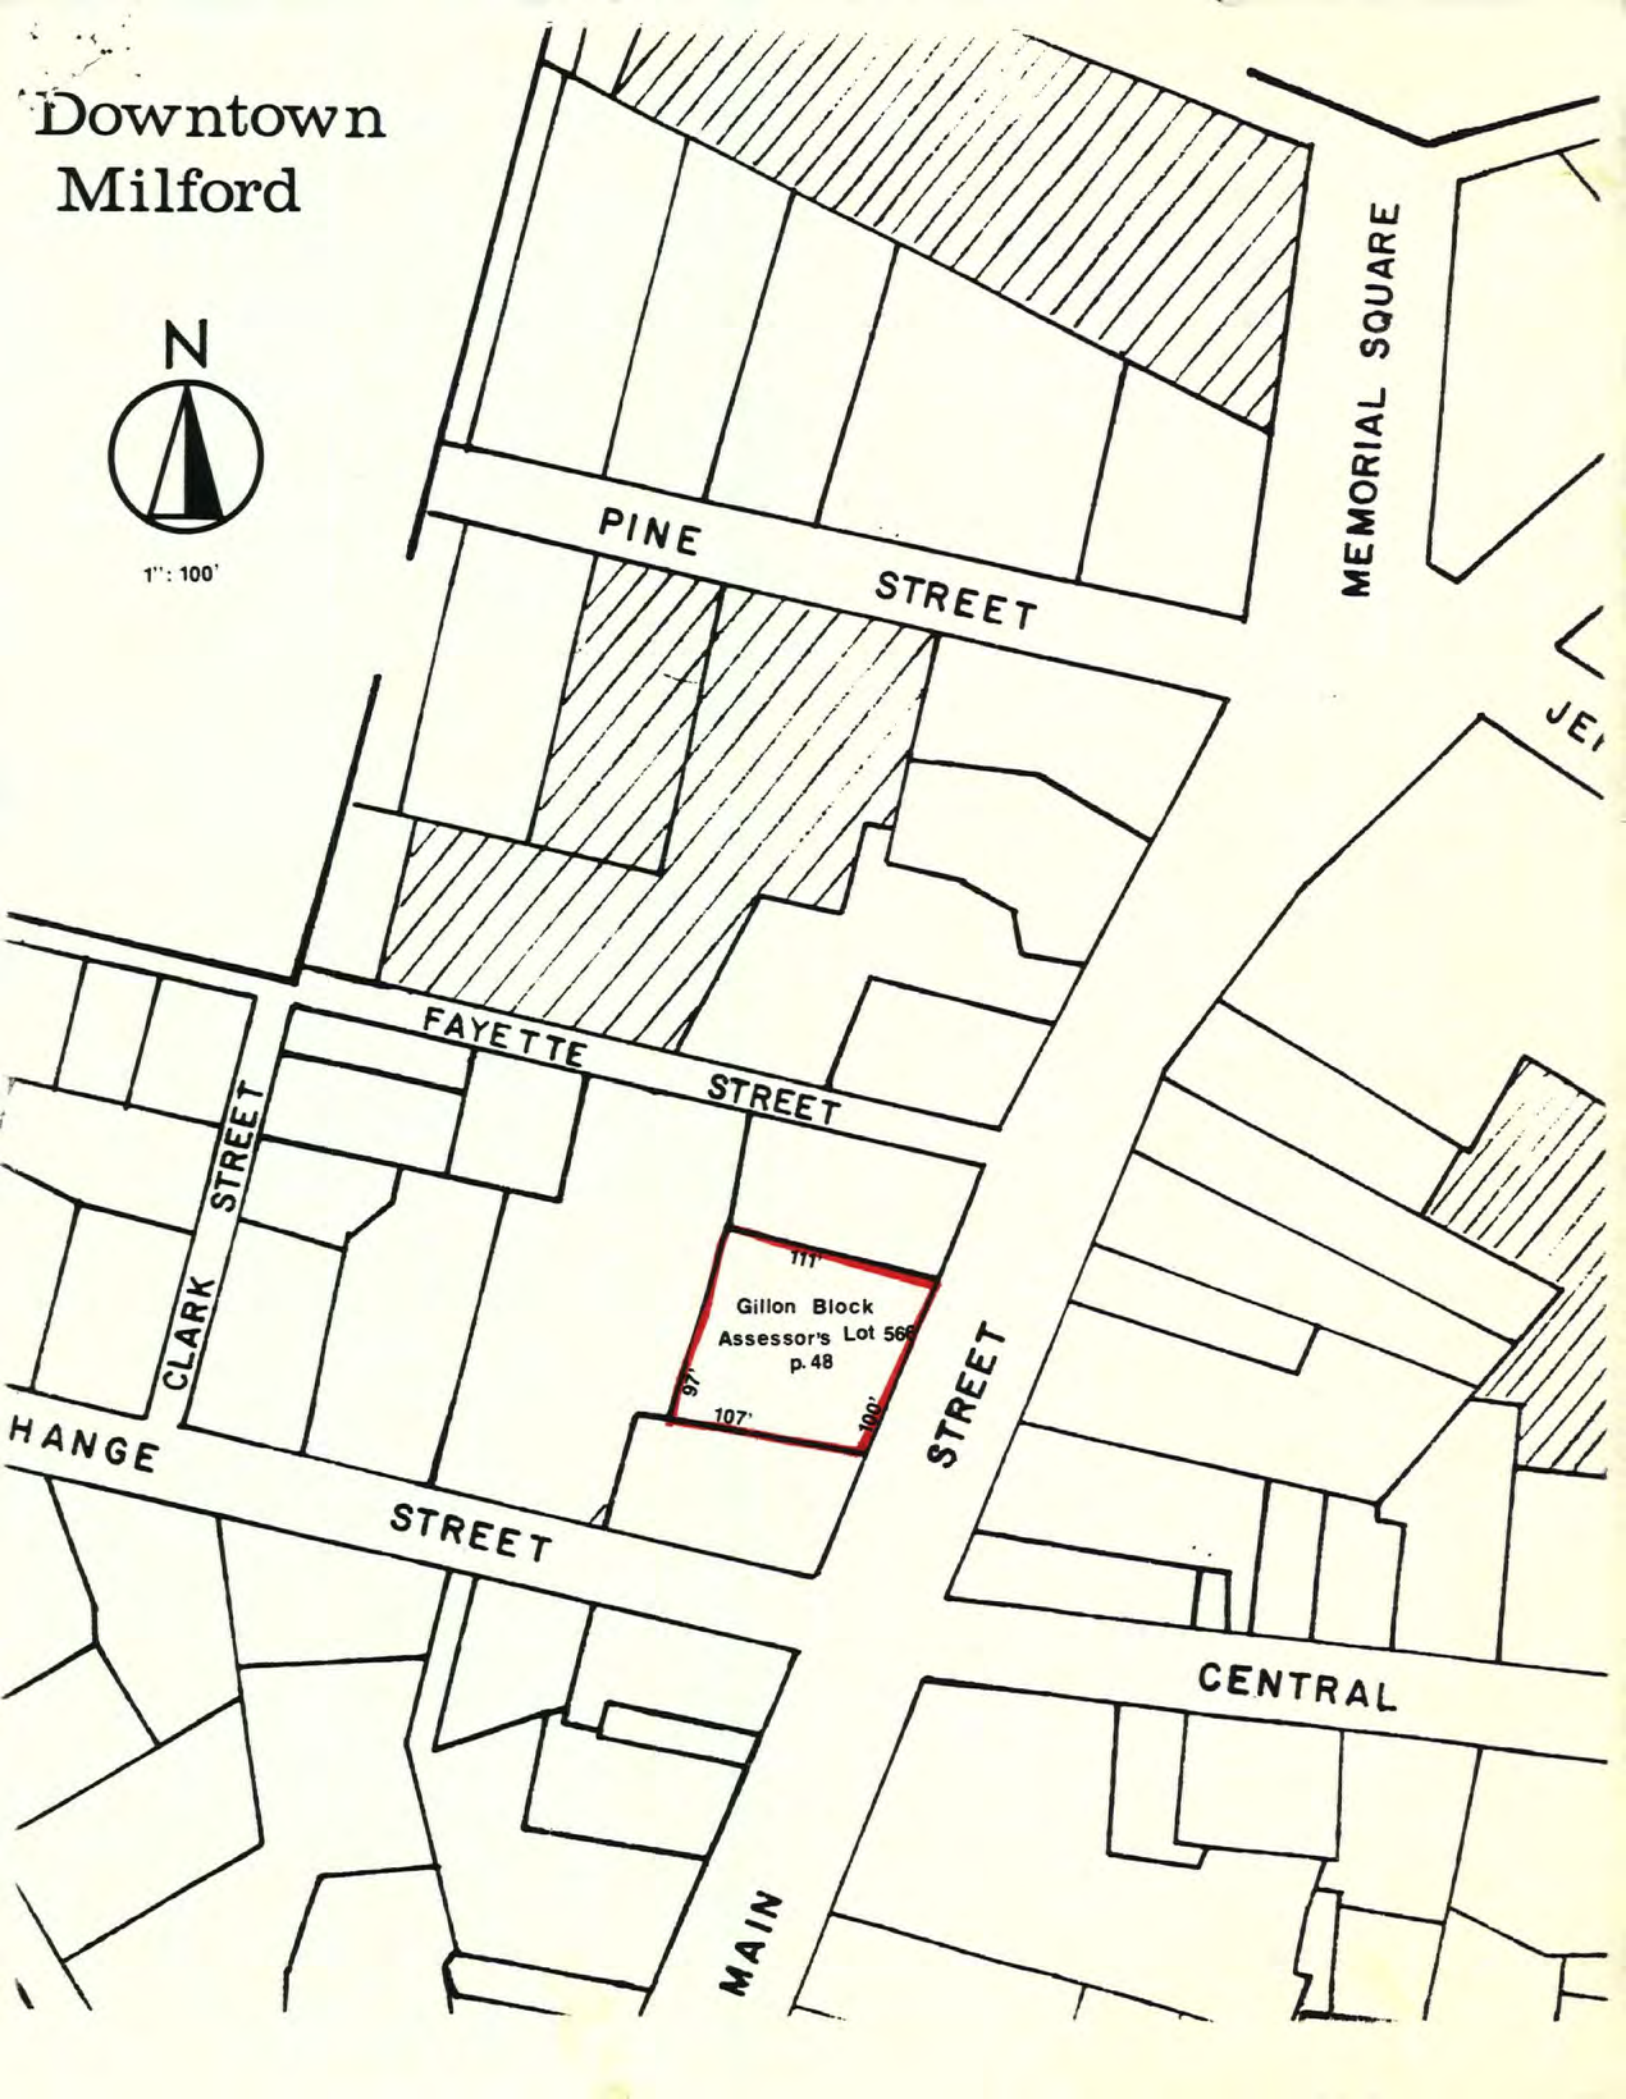 Downtown
Milford
N
1": 100'
MEMORIAL SQUARE
PINE STREET
FAYETTE STREET
CLARK STREET
111'
Gillon Block
Assessor's Lot 566
p. 48
97'
107'
100'
HANGE STREET
MAIN STREET
CENTRAL